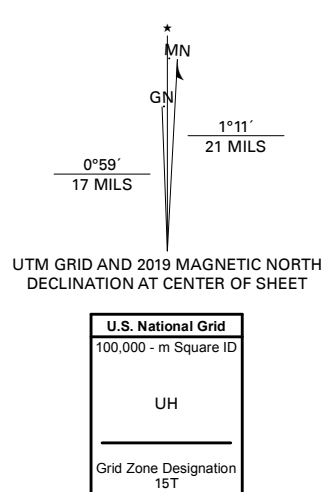 ★
MN
GN
1°11´
21 MILS
0°59´
17 MILS
UTM GRID AND 2019 MAGNETIC NORTH
DECLINATION AT CENTER OF SHEET
U.S. National Grid
100,000 - m Square ID
UH
Grid Zone Designation
15T